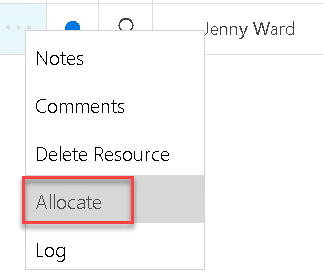 Jenny Ward
Notes
Comments
Delete Resource
Allocate
Log